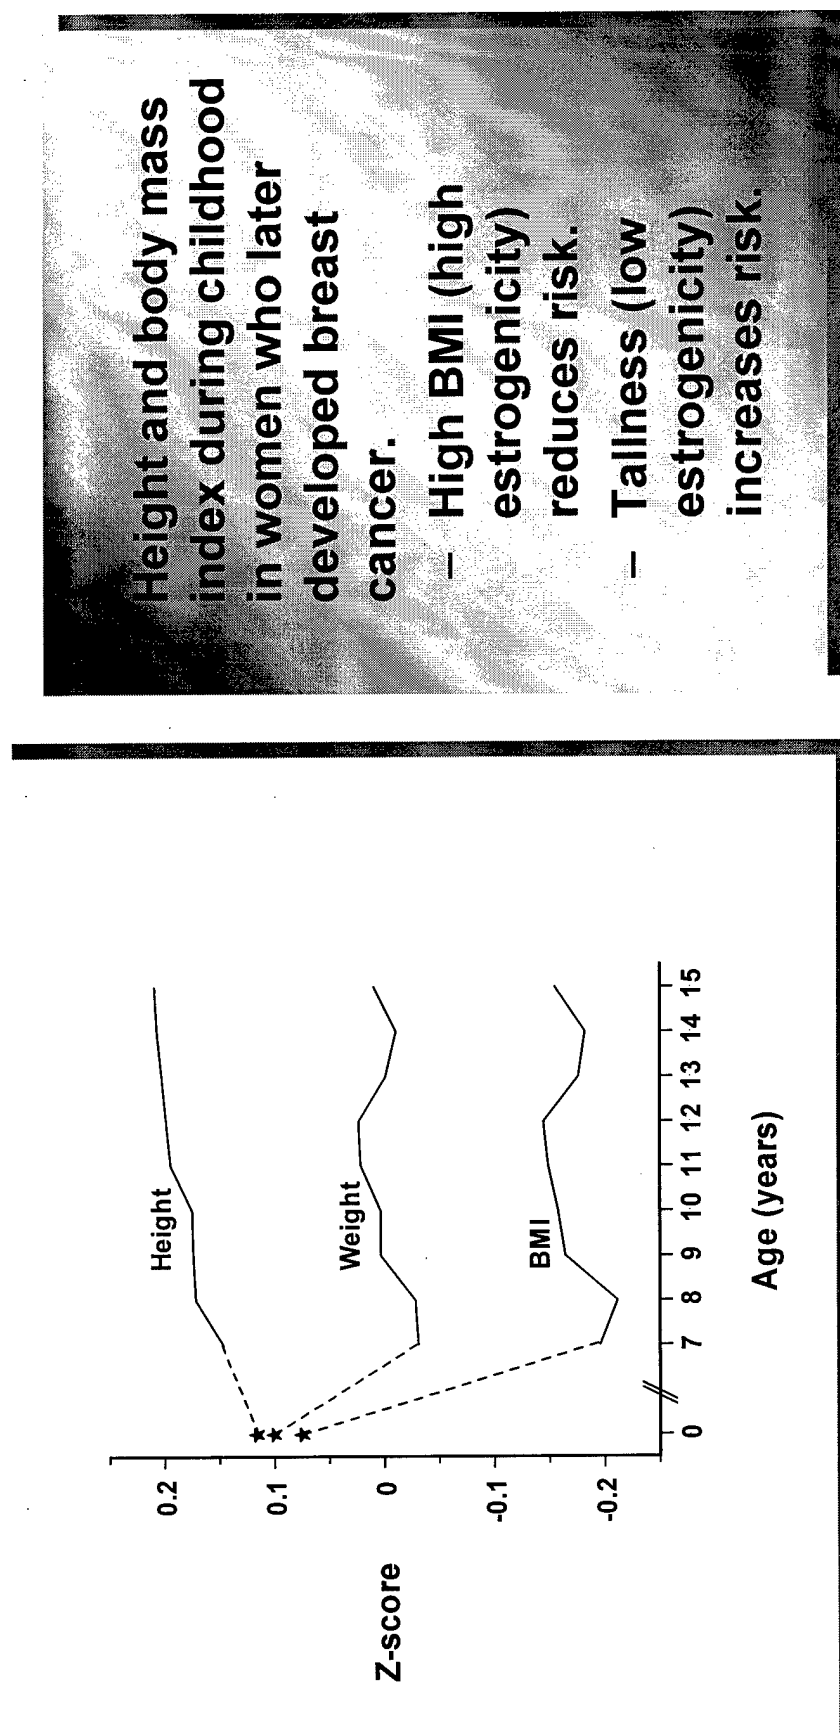 Height and body mass
index during childhood
in women who later
developed breast
cancer.
– High BMI (high
estrogenicity)
reduces risk.
– Tallness (low
estrogenicity)
increases risk.
Z-score
0.2
0.1
0
-0.1
-0.2
Height
Weight
BMI
0 7 8 9 10 11 12 13 14 15
Age (years)